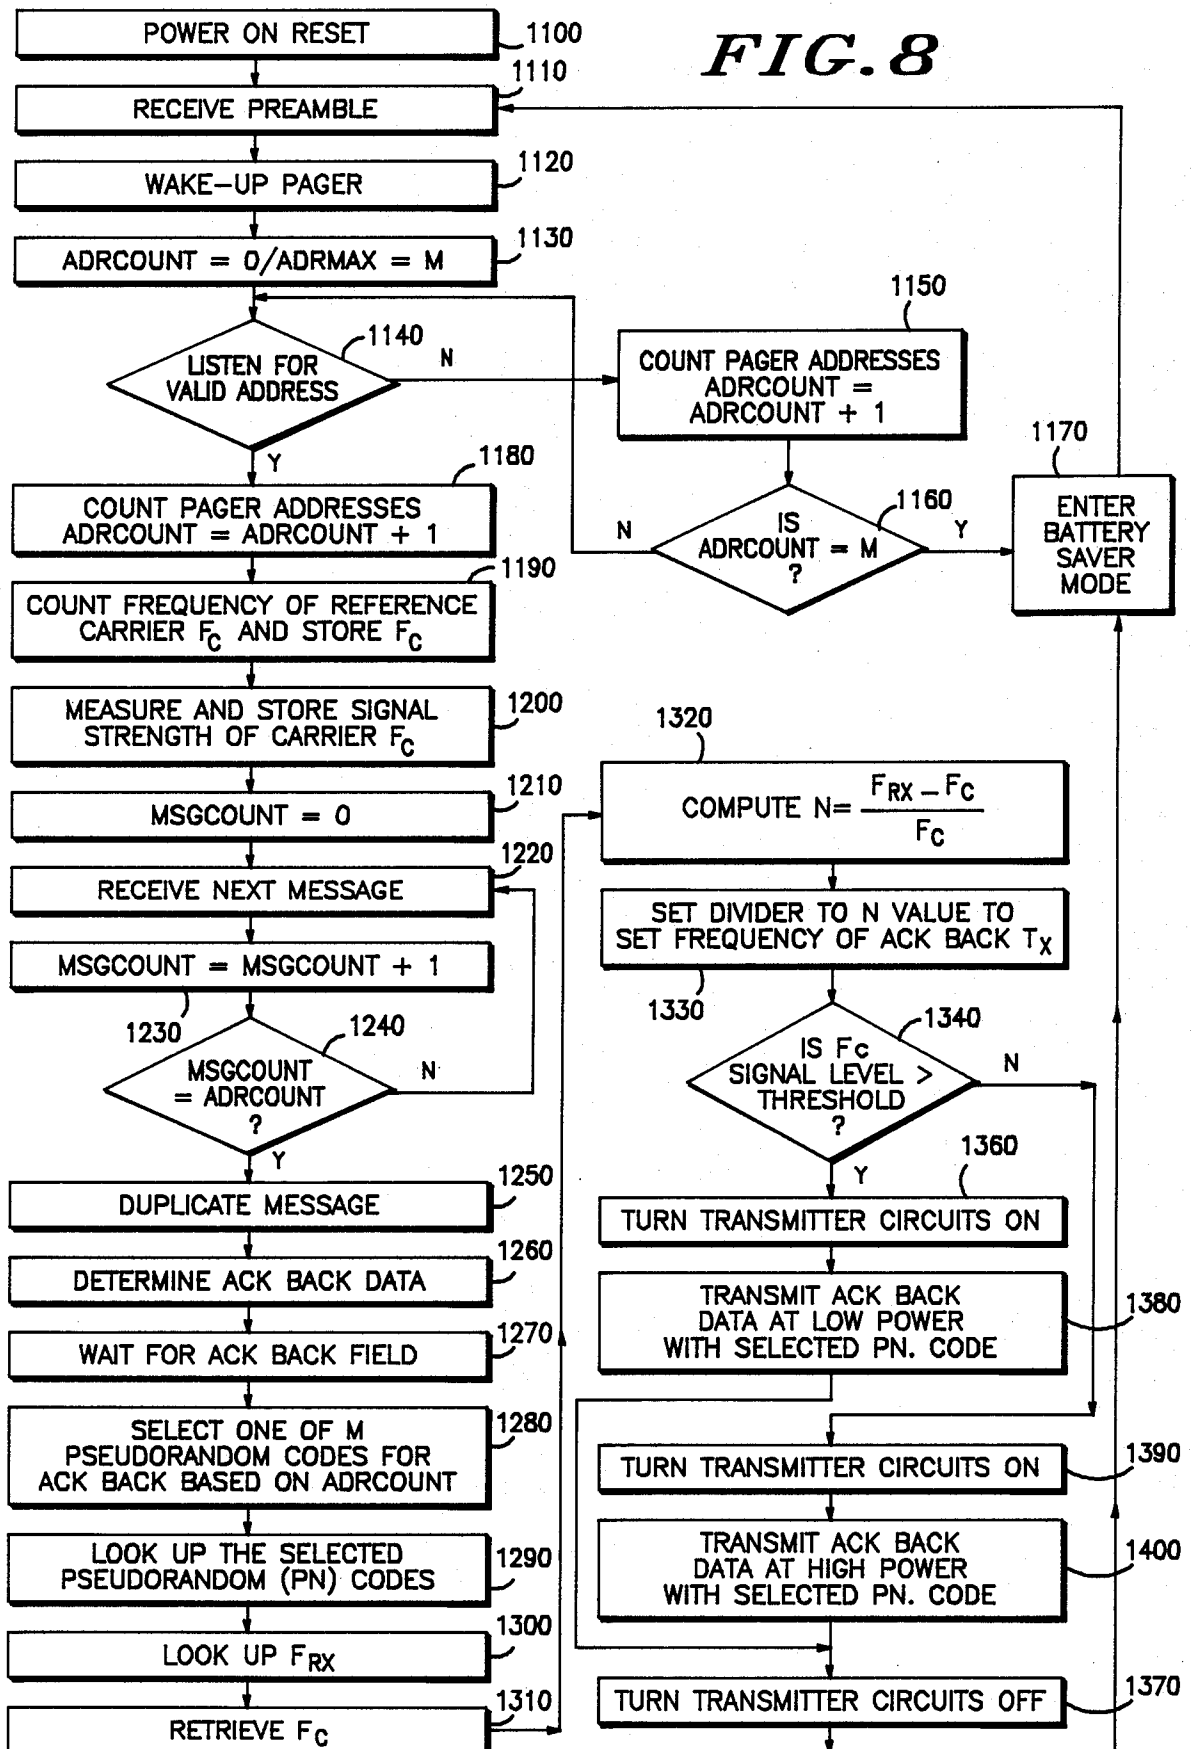 FIG. 8
POWER ON RESET
1100
1110
RECEIVE PREAMBLE
1120
WAKE-UP PAGER
1130
ADRCOUNT = 0/ADRMAX = M
1140
LISTEN FOR
VALID ADDRESS
N
Y
1150
COUNT PAGER ADDRESSES
ADRCOUNT =
ADRCOUNT + 1
1160
IS
ADRCOUNT = M
?
N
Y
1170
ENTER
BATTERY
SAVER
MODE
1180
COUNT PAGER ADDRESSES
ADRCOUNT = ADRCOUNT + 1
1190
COUNT FREQUENCY OF REFERENCE
CARRIER FC AND STORE FC
1200
MEASURE AND STORE SIGNAL
STRENGTH OF CARRIER FC
1210
MSGCOUNT = 0
1220
RECEIVE NEXT MESSAGE
MSGCOUNT = MSGCOUNT + 1
1230
1240
MSGCOUNT
= ADRCOUNT
?
N
Y
1250
DUPLICATE MESSAGE
1260
DETERMINE ACK BACK DATA
1270
WAIT FOR ACK BACK FIELD
1280
SELECT ONE OF M
PSEUDORANDOM CODES FOR
ACK BACK BASED ON ADRCOUNT
1290
LOOK UP THE SELECTED
PSEUDORANDOM (PN) CODES
1300
LOOK UP FRX
1310
RETRIEVE FC
1320
COMPUTE N= FRX – FC
FC
SET DIVIDER TO N VALUE TO
SET FREQUENCY OF ACK BACK TX
1330
1340
IS Fc
SIGNAL LEVEL >
THRESHOLD
?
N
Y
1360
TURN TRANSMITTER CIRCUITS ON
TRANSMIT ACK BACK
DATA AT LOW POWER
WITH SELECTED PN. CODE
1380
TURN TRANSMITTER CIRCUITS ON
1390
TRANSMIT ACK BACK
DATA AT HIGH POWER
WITH SELECTED PN. CODE
1400
TURN TRANSMITTER CIRCUITS OFF
1370